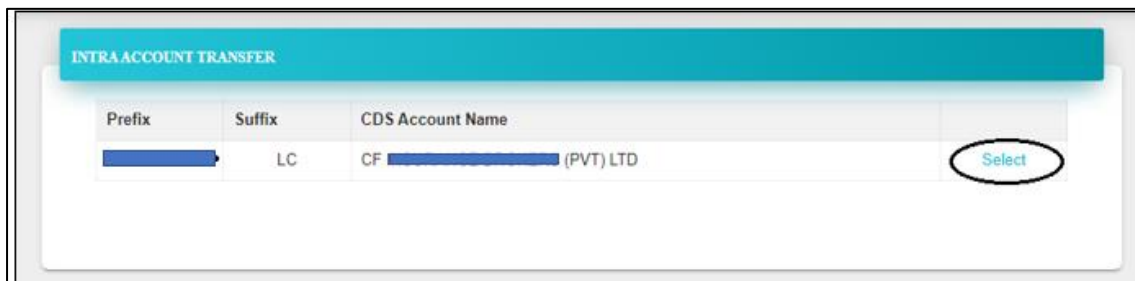 INTRA ACCOUNT TRANSFER
Prefix Suffix CDS Account Name
LC CF (PVT) LTD Select